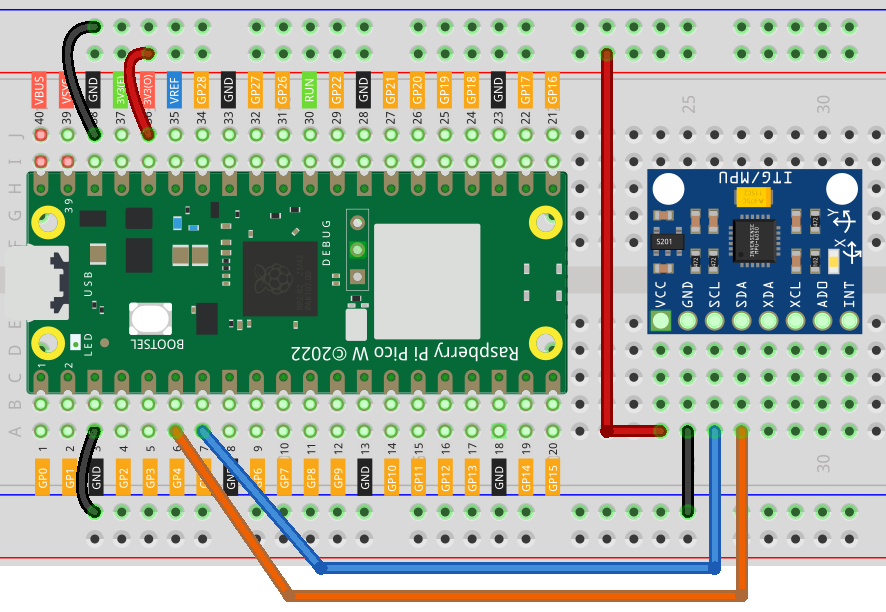 VBUS
VSYS
GND
3V3(E)
3V3(O)
VREF
GP28
GND
GP27
GP26
RUN
GP22
GND
GP21
GP20
GP19
GP18
GND
GP17
GP16
40 39 38 37 36 35 34 33 32 31 30 29 28 27 26 25 24 23 22 21
25
30
J
I
H
G
F
E
D
C
B
A
39
USB
LED
BOOTSEL
DEBUG
Raspberry Pi Pico W ©2022
1
2
ITG/MPU
S201
472
472
472
102
Y
X
VCC
GND
SCL
SDA
XDA
XCL
ADO
INT
1 2 3 4 5 6 7 8 9 10 11 12 13 14 15 16 17 18 19 20
GP0
GP1
GND
GP2
GP3
GP4
GND
GP6
GP7
GP8
GP9
GND
GP10
GP11
GP12
GP13
GND
GP14
GP15
30